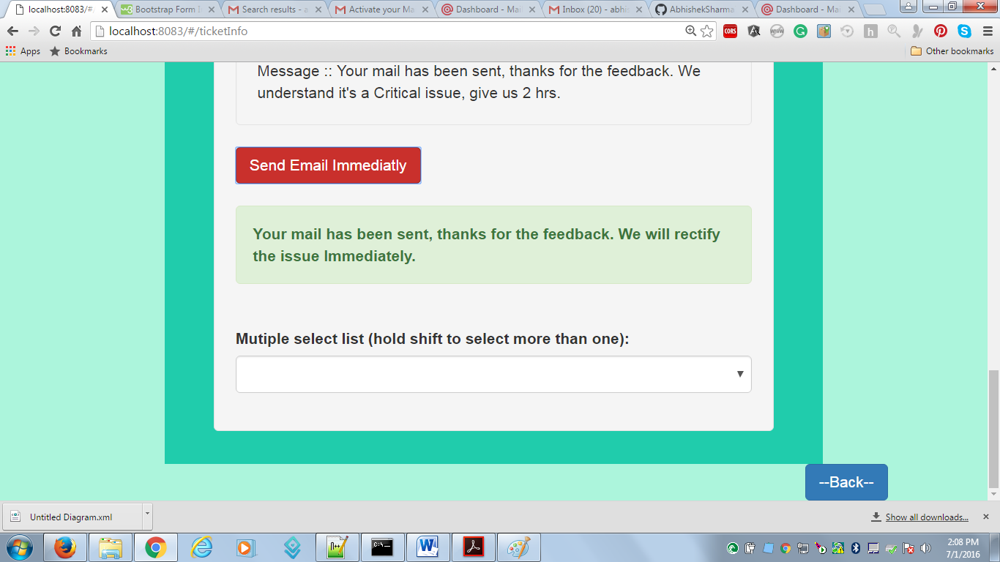 localhost:8083/#/
Bootstrap Form I
Search results - a
Activate your Ma
Dashboard - Mai
Inbox (20) - abhis
AbhishekSharma
Dashboard - Mai
localhost:8083/#/ticketInfo
CORS
Apps
Bookmarks
Other bookmarks
Message :: Your mail has been sent, thanks for the feedback. We
understand it's a Critical issue, give us 2 hrs.
Send Email Immediatly
Your mail has been sent, thanks for the feedback. We will rectify
the issue Immediately.
Mutiple select list (hold shift to select more than one):
--Back--
Untitled Diagram.xml
Show all downloads...
2:08 PM
7/1/2016